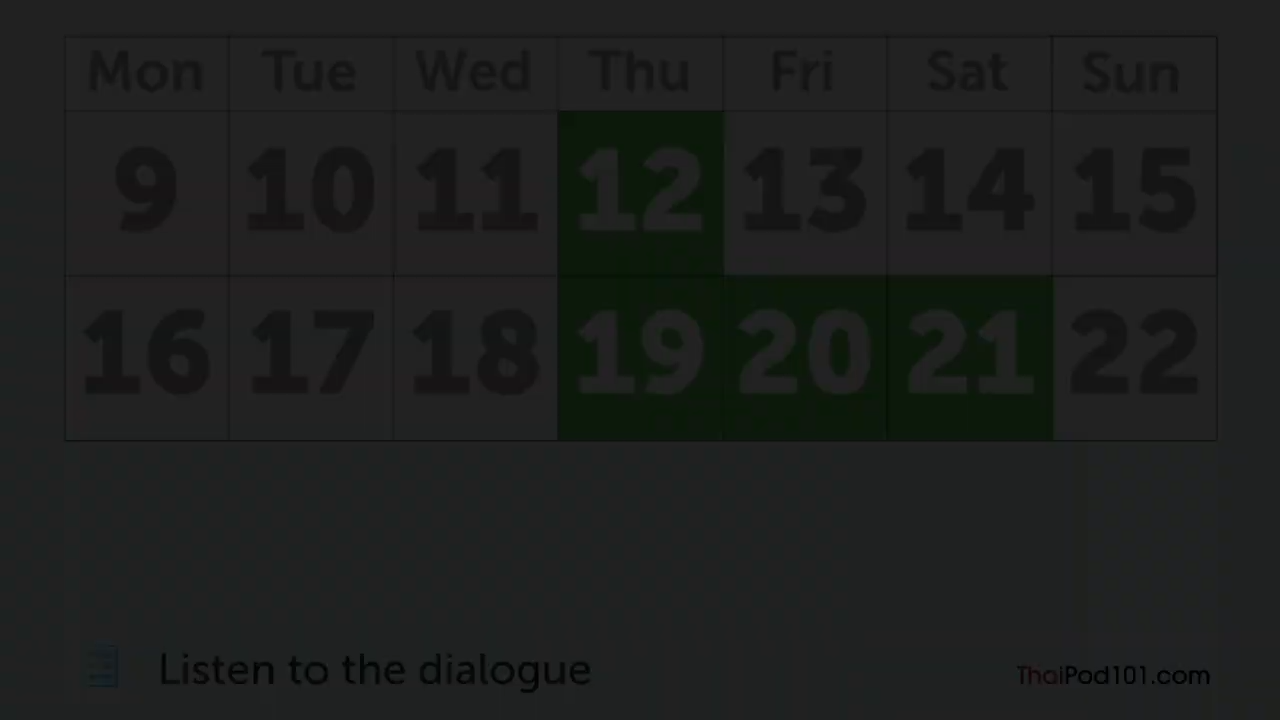 Mon Tue Wed Thu Fri Sat Sun
9 10 11 12 13 14 15
16 17 18 19 20 21 22
Listen to the dialogue
ThaiPod101.com